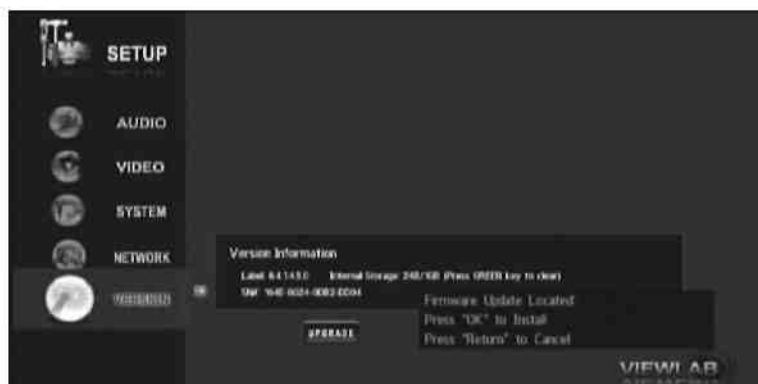 SETUP
AUDIO
VIDEO
SYSTEM
NETWORK
VERSION
Version Information
Internal Storage: (Press GREEN key to clear)
Firmware Update Located
Press "OK" to Install
Press "Return" to Cancel
UPGRADE
VIEWLAB